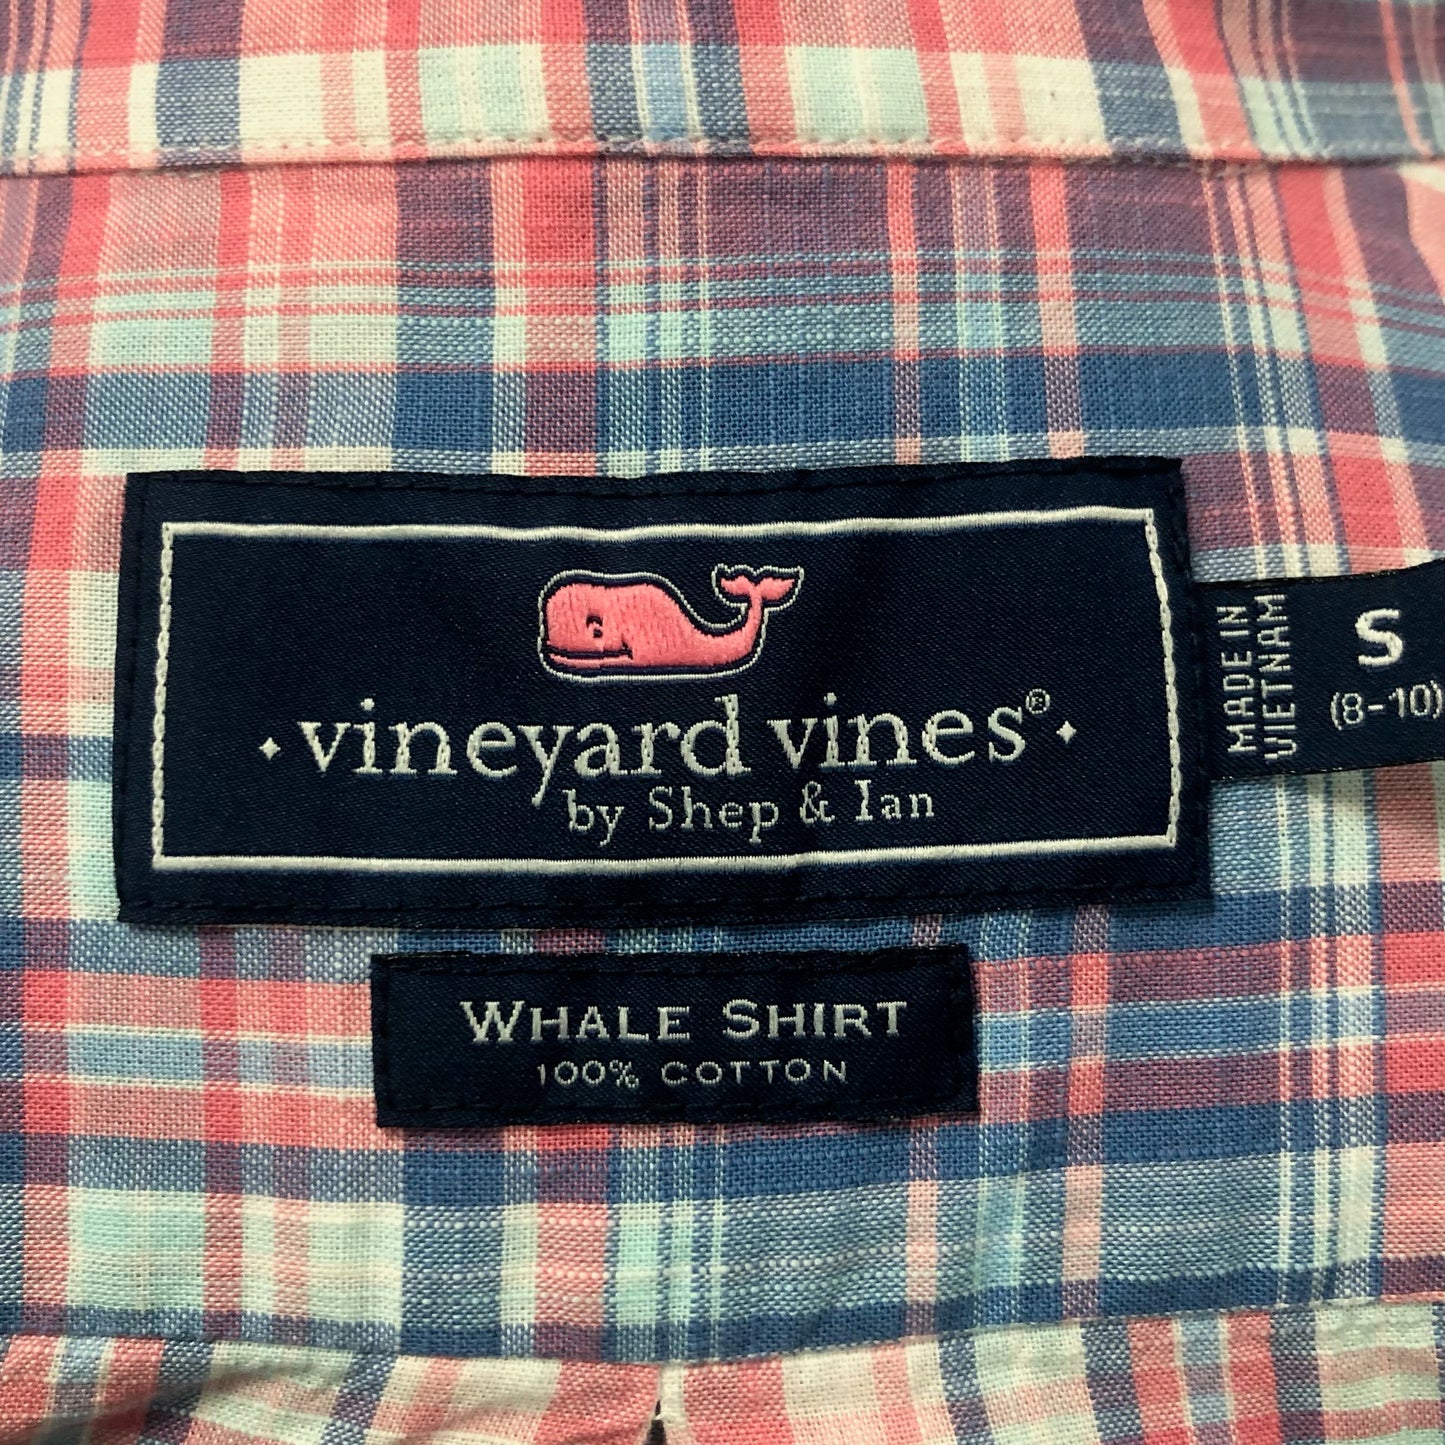 vineyard vines®
by Shep & Ian
MADE IN
VIETNAM
S
(8-10)
WHALE SHIRT
100% COTTON